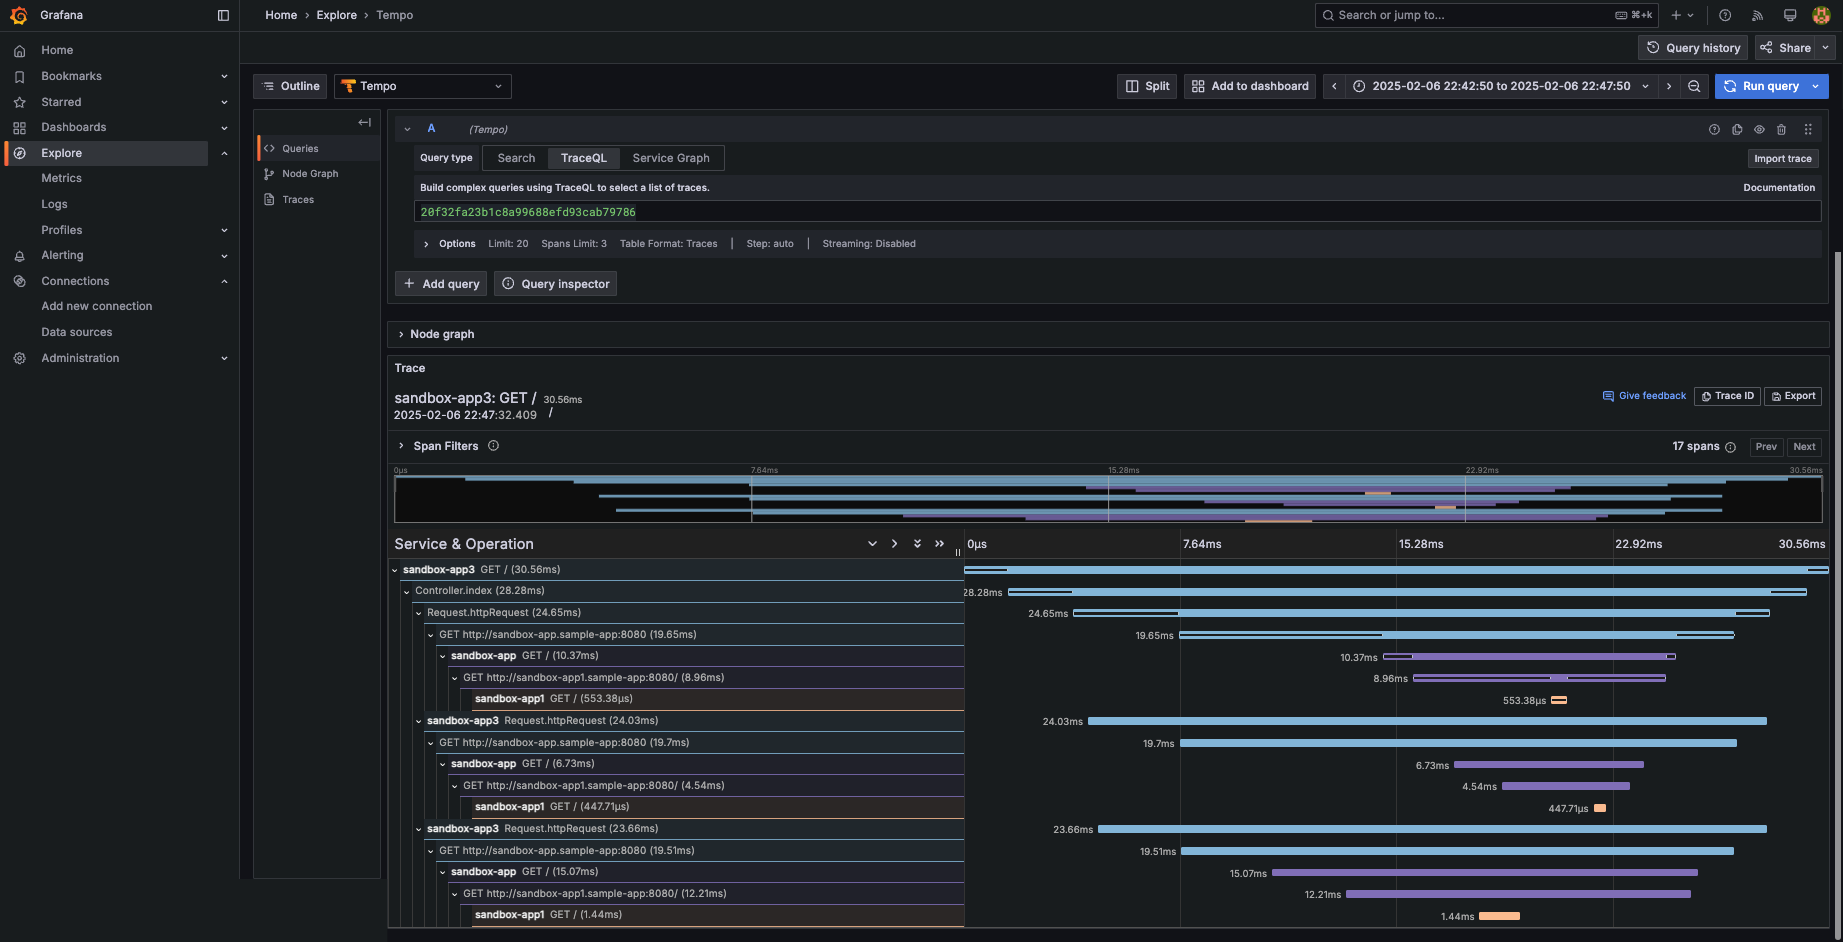 Grafana
Home › Explore › Tempo
Search or jump to...
⌘+k
Home
Bookmarks
Starred
Dashboards
Explore
Metrics
Logs
Profiles
Alerting
Connections
Add new connection
Data sources
Administration
Query history
Share
Outline
Tempo
Split
Add to dashboard
2025-02-06 22:42:50 to 2025-02-06 22:47:50
Run query
Queries
Node Graph
Traces
A (Tempo)
Query type
Search
TraceQL
Service Graph
Import trace
Build complex queries using TraceQL to select a list of traces.
Documentation
20f32fa23b1c8a99688efd93cab79786
Options Limit: 20 Spans Limit: 3 Table Format: Traces | Step: auto | Streaming: Disabled
+ Add query
Query inspector
Node graph
Trace
sandbox-app3: GET / 30.56ms
2025-02-06 22:47:32.409 /
Give feedback
Trace ID
Export
Span Filters
17 spans
Prev
Next
0μs 7.64ms 15.28ms 22.92ms 30.56ms
Service & Operation
0μs 7.64ms 15.28ms 22.92ms 30.56ms
sandbox-app3 GET / (30.56ms)
Controller.index (28.28ms) 28.28ms
Request.httpRequest (24.65ms) 24.65ms
GET http://sandbox-app.sample-app:8080 (19.65ms) 19.65ms
sandbox-app GET / (10.37ms) 10.37ms
GET http://sandbox-app1.sample-app:8080/ (8.96ms) 8.96ms
sandbox-app1 GET / (553.38μs) 553.38μs
sandbox-app3 Request.httpRequest (24.03ms) 24.03ms
GET http://sandbox-app.sample-app:8080 (19.7ms) 19.7ms
sandbox-app GET / (6.73ms) 6.73ms
GET http://sandbox-app1.sample-app:8080/ (4.54ms) 4.54ms
sandbox-app1 GET / (447.71μs) 447.71μs
sandbox-app3 Request.httpRequest (23.66ms) 23.66ms
GET http://sandbox-app.sample-app:8080 (19.51ms) 19.51ms
sandbox-app GET / (15.07ms) 15.07ms
GET http://sandbox-app1.sample-app:8080/ (12.21ms) 12.21ms
sandbox-app1 GET / (1.44ms) 1.44ms